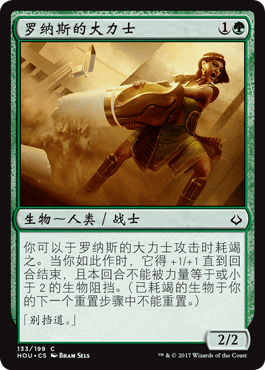 罗纳斯的大力士 1
生物～人类／战士
你可以于罗纳斯的大力士攻击时耗竭
之。当你如此作时，它得+1/+1直到回
合结束，且本回合不能被力量等于或小
于2的生物阻挡。（已耗竭的生物于你
的下一个重置步骤中不能重置。）
「别挡道。」
2/2
133/199 C
HOU • CS BRAM SELS
™ & © 2017 Wizards of the Coast